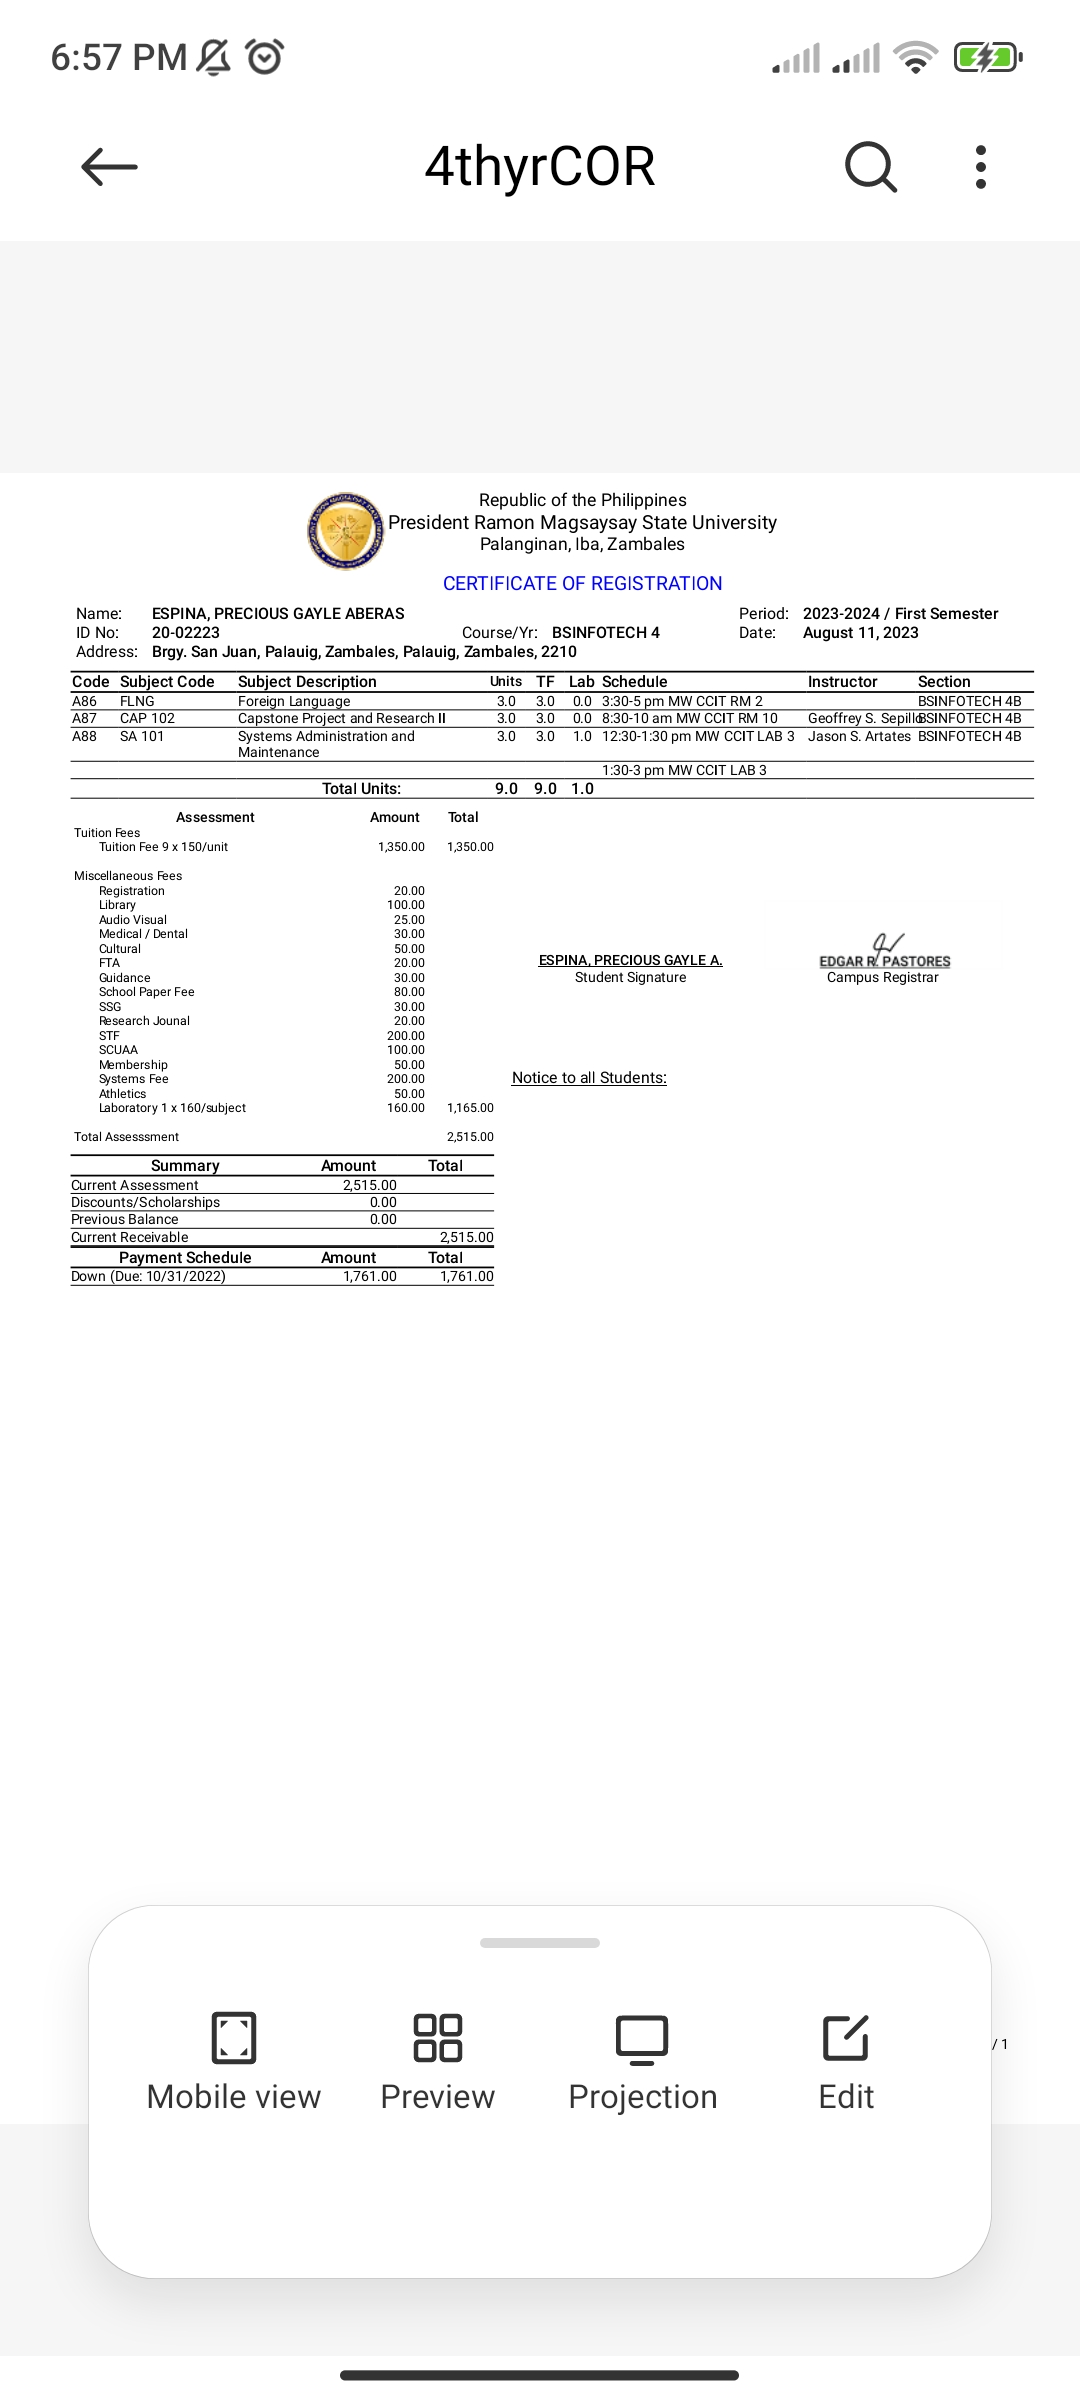 6:57 PM
4thyrCOR
Republic of the Philippines
President Ramon Magsaysay State University
Palanginan, Iba, Zambales
CERTIFICATE OF REGISTRATION
Name: ESPINA, PRECIOUS GAYLE ABERAS Period: 2023-2024 / First Semester
ID No: 20-02223 Course/Yr: BSINFOTECH 4 Date: August 11, 2023
Address: Brgy. San Juan, Palauig, Zambales, Palauig, Zambales, 2210
Code Subject Code Subject Description Units TF Lab Schedule Instructor Section
A86 FLNG Foreign Language 3.0 3.0 0.0 3:30-5 pm MW CCIT RM 2 BSINFOTECH 4B
A87 CAP 102 Capstone Project and Research II 3.0 3.0 0.0 8:30-10 am MW CCIT RM 10 Geoffrey S. Sepillo BSINFOTECH 4B
A88 SA 101 Systems Administration and 3.0 3.0 1.0 12:30-1:30 pm MW CCIT LAB 3 Jason S. Artates BSINFOTECH 4B
Maintenance
1:30-3 pm MW CCIT LAB 3
Total Units: 9.0 9.0 1.0
Assessment Amount Total
Tuition Fees
Tuition Fee 9 x 150/unit 1,350.00 1,350.00
Miscellaneous Fees
Registration 20.00
Library 100.00
Audio Visual 25.00
Medical / Dental 30.00
Cultural 50.00
FTA 20.00
Guidance 30.00
School Paper Fee 80.00
SSG 30.00
Research Jounal 20.00
STF 200.00
SCUAA 100.00
Membership 50.00
Systems Fee 200.00
Athletics 50.00
Laboratory 1 x 160/subject 160.00 1,165.00
Total Assesssment 2,515.00
ESPINA, PRECIOUS GAYLE A. EDGAR R. PASTORES
Student Signature Campus Registrar
Notice to all Students:
Summary Amount Total
Current Assessment 2,515.00
Discounts/Scholarships 0.00
Previous Balance 0.00
Current Receivable 2,515.00
Payment Schedule Amount Total
Down (Due: 10/31/2022) 1,761.00 1,761.00
/ 1
Mobile view Preview Projection Edit